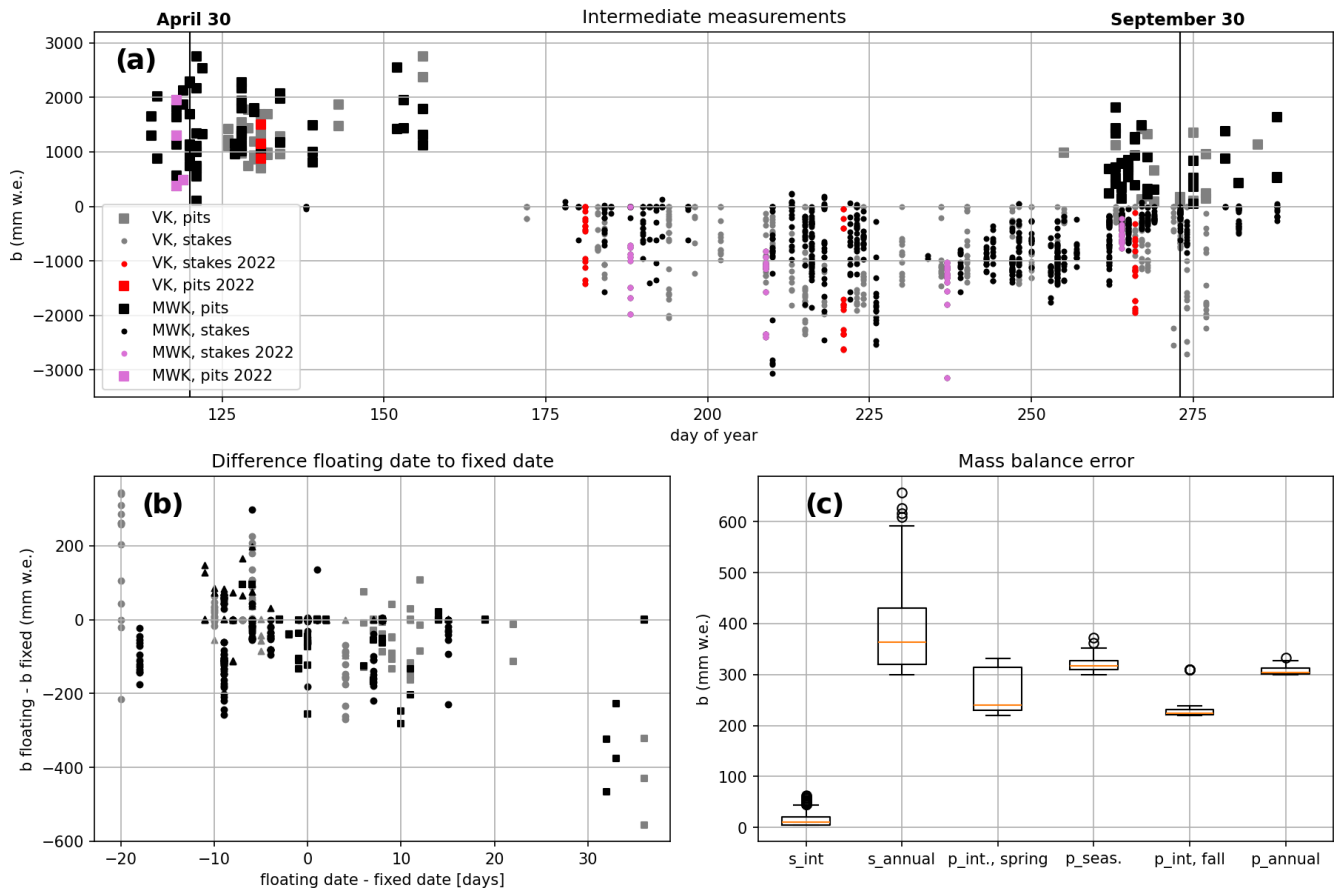 April 30
Intermediate measurements
September 30
(a)
3000
2000
1000
0
−1000
−2000
−3000
b (mm w.e.)
VK, pits
VK, stakes
VK, stakes 2022
VK, pits 2022
MWK, pits
MWK, stakes
MWK, stakes 2022
MWK, pits 2022
125 150 175 200 225 250 275
day of year
Difference floating date to fixed date
(b)
200
0
−200
−400
−600
b floating - b fixed (mm w.e.)
−20 −10 0 10 20 30
floating date - fixed date [days]
Mass balance error
(c)
600
500
400
300
200
100
0
b (mm w.e.)
s_int s_annual p_int., spring p_seas. p_int, fall p_annual